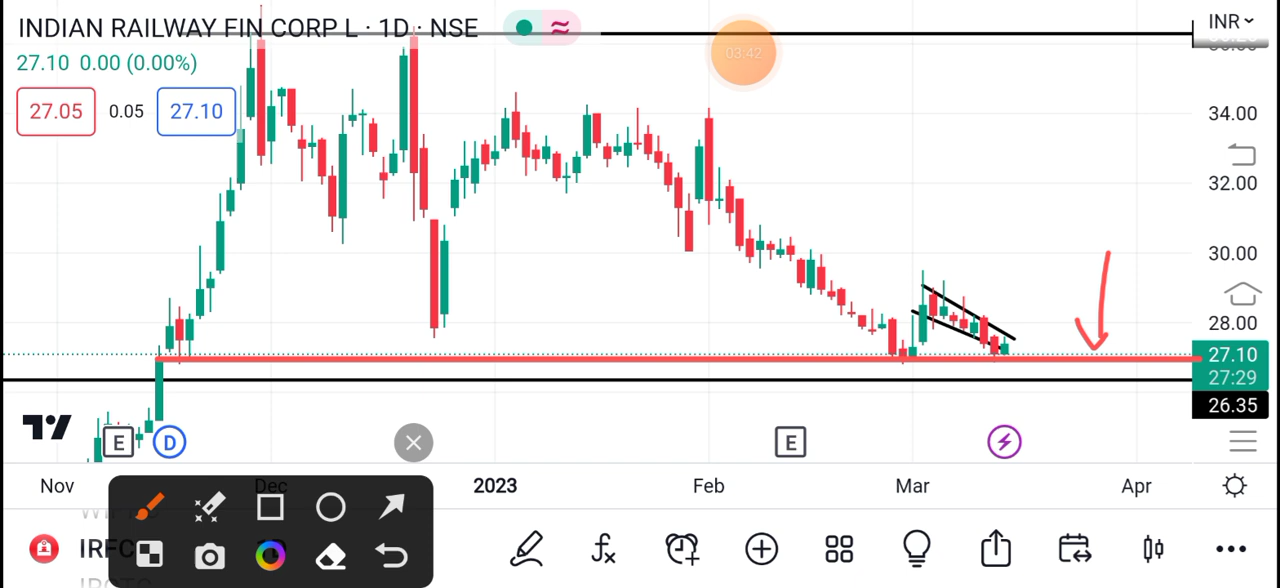 INDIAN RAILWAY FIN CORP L · 1D · NSE
INR
27.10 0.00 (0.00%)
03:42
27.05 0.05 27.10
34.00
32.00
30.00
28.00
27.10
27:29
26.35
E D E
Nov Dec 2023 Feb Mar Apr
IRFC